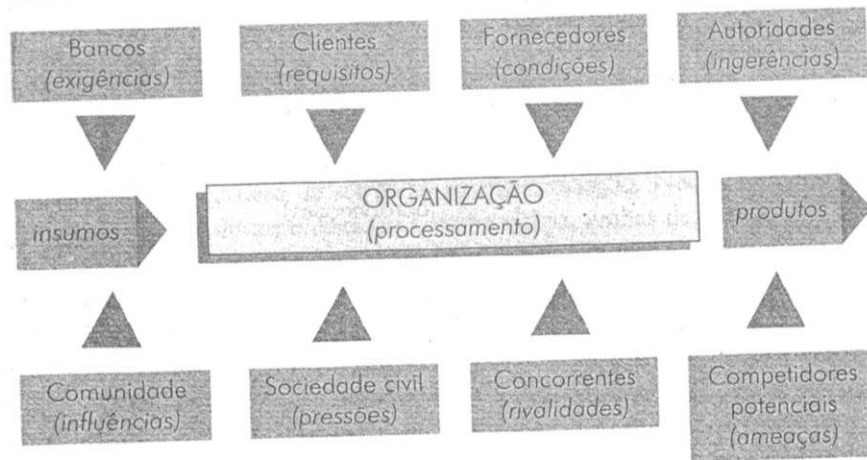 Bancos
(exigências)
Clientes
(requisitos)
Fornecedores
(condições)
Autoridades
(ingerências)
insumos
ORGANIZAÇÃO
(processamento)
produtos
Comunidade
(influências)
Sociedade civil
(pressões)
Concorrentes
(rivalidades)
Competidores
potenciais
(ameaças)